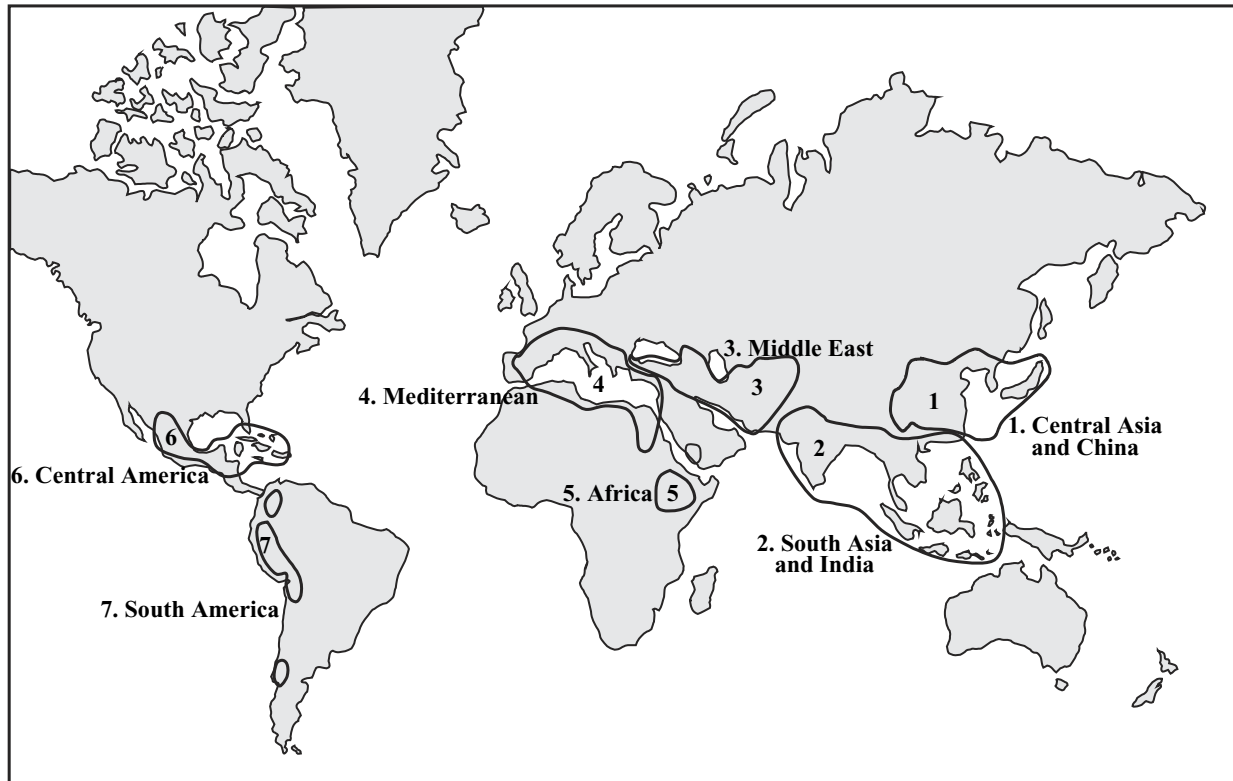 3. Middle East
3
4
4. Mediterranean
1
1. Central Asia
and China
6
2
6. Central America
5. Africa
5
7
2. South Asia
and India
7. South America